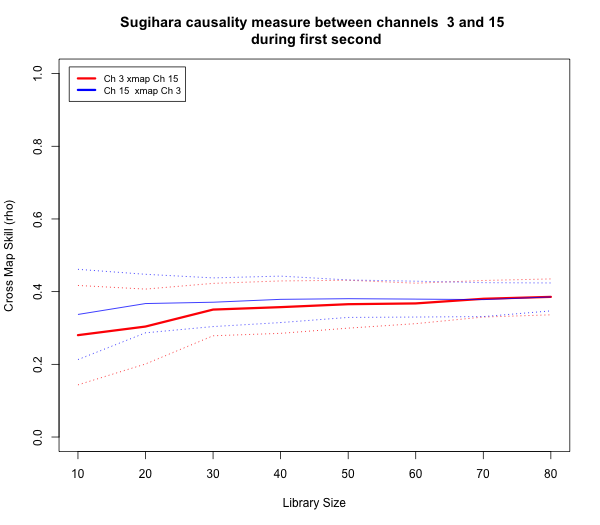 Sugihara causality measure between channels  3 and 15
during first second
Ch 3 xmap Ch 15
Ch 15  xmap Ch 3
Cross Map Skill (rho)
1.0
0.8
0.6
0.4
0.2
0.0
10 20 30 40 50 60 70 80
Library Size